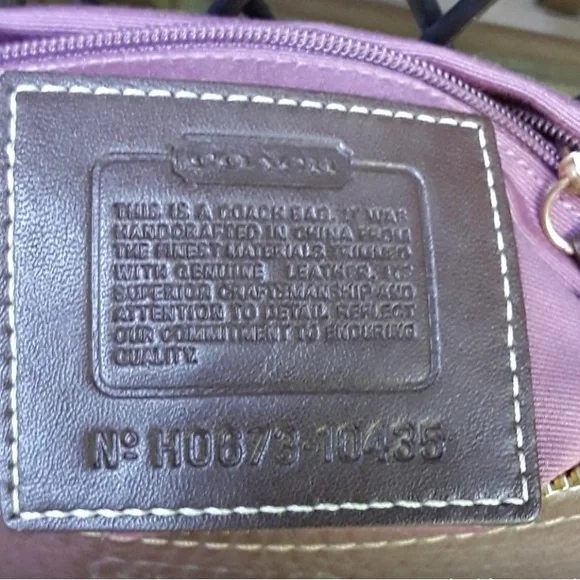 COACH
THIS IS A COACH BAG. IT WAS
HANDCRAFTED IN CHINA FROM
THE FINEST MATERIALS. TRIMMED
WITH GENUINE LEATHER, ITS
SUPERIOR CRAFTSMANSHIP AND
ATTENTION TO DETAIL REFLECT
OUR COMMITMENT TO ENDURING
QUALITY.
Nº H0673-10435